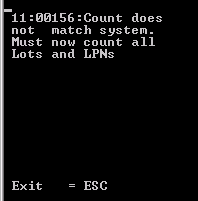 11:00156:Count does
not  match system.
Must now count all
Lots and LPNs
Exit   = ESC